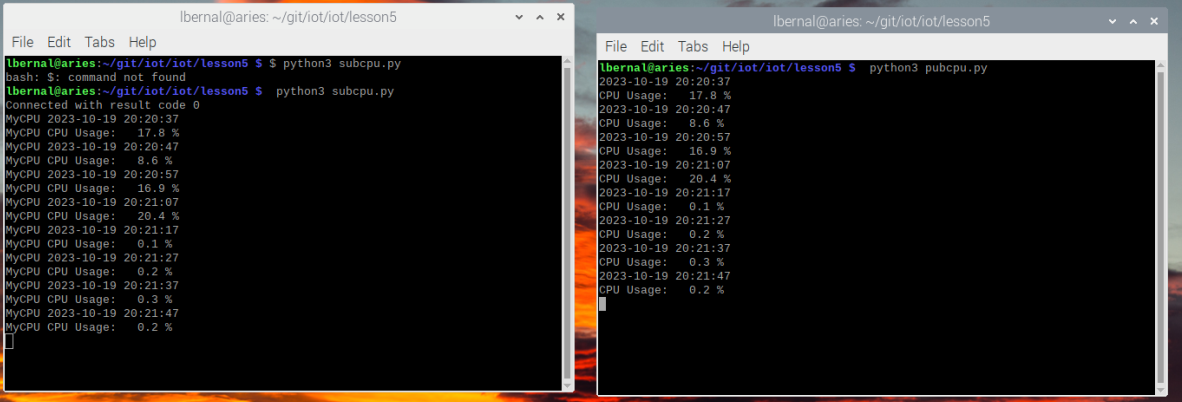 lbernal@aries: ~/git/iot/iot/lesson5
File Edit Tabs Help
lbernal@aries:~/git/iot/iot/lesson5 $ $ python3 subcpu.py
bash: $: command not found
lbernal@aries:~/git/iot/iot/lesson5 $  python3 subcpu.py
Connected with result code 0
MyCPU 2023-10-19 20:20:37
MyCPU CPU Usage:   17.8 %
MyCPU 2023-10-19 20:20:47
MyCPU CPU Usage:   8.6 %
MyCPU 2023-10-19 20:20:57
MyCPU CPU Usage:   16.9 %
MyCPU 2023-10-19 20:21:07
MyCPU CPU Usage:   20.4 %
MyCPU 2023-10-19 20:21:17
MyCPU CPU Usage:   0.1 %
MyCPU 2023-10-19 20:21:27
MyCPU CPU Usage:   0.2 %
MyCPU 2023-10-19 20:21:37
MyCPU CPU Usage:   0.3 %
MyCPU 2023-10-19 20:21:47
MyCPU CPU Usage:   0.2 %
lbernal@aries: ~/git/iot/iot/lesson5
File Edit Tabs Help
lbernal@aries:~/git/iot/iot/lesson5 $  python3 pubcpu.py
2023-10-19 20:20:37
CPU Usage:   17.8 %
2023-10-19 20:20:47
CPU Usage:   8.6 %
2023-10-19 20:20:57
CPU Usage:   16.9 %
2023-10-19 20:21:07
CPU Usage:   20.4 %
2023-10-19 20:21:17
CPU Usage:   0.1 %
2023-10-19 20:21:27
CPU Usage:   0.2 %
2023-10-19 20:21:37
CPU Usage:   0.3 %
2023-10-19 20:21:47
CPU Usage:   0.2 %